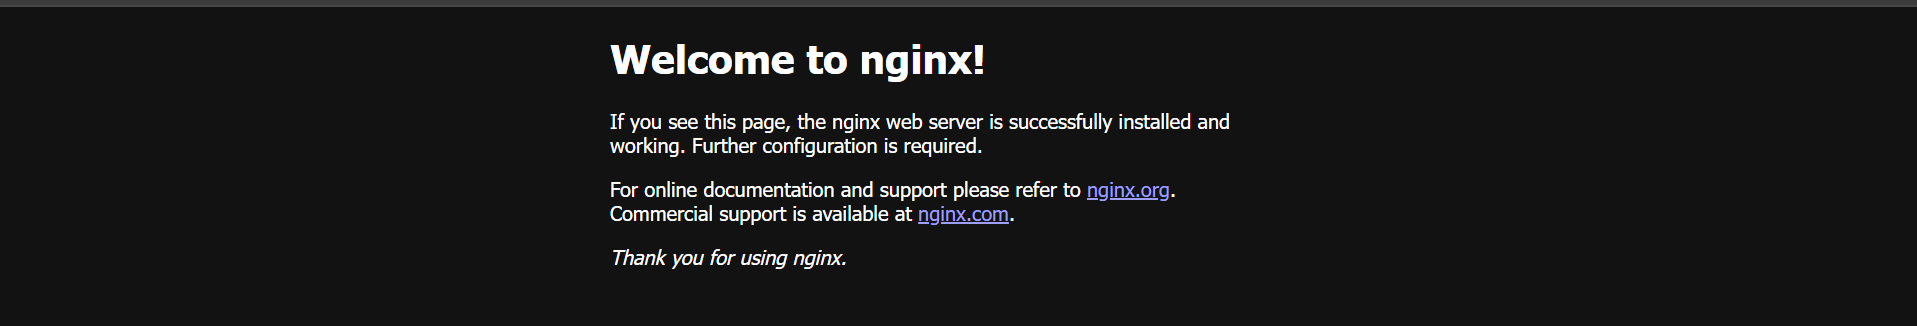 Welcome to nginx!
If you see this page, the nginx web server is successfully installed and
working. Further configuration is required.
For online documentation and support please refer to nginx.org.
Commercial support is available at nginx.com.
Thank you for using nginx.